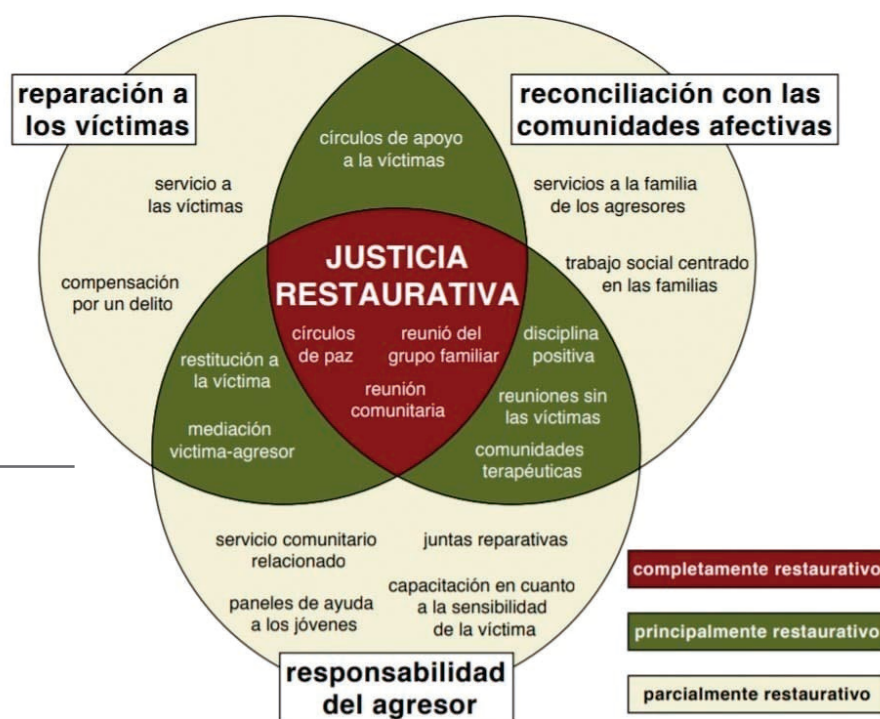 reparación a
los víctimas
reconciliación con las
comunidades afectivas
círculos de apoyo
a la víctimas
servicio a
las víctimas
servicios a la familia
de los agresores
compensación
por un delito
trabajo social centrado
en las familias
JUSTICIA
RESTAURATIVA
círculos
de paz
reunió del
grupo familiar
reunión
comunitaria
disciplina
positiva
restitución a
la víctima
reuniones sin
las víctimas
mediación
victima-agresor
comunidades
terapéuticas
servicio comunitario
relacionado
juntas reparativas
paneles de ayuda
a los jóvenes
capacitación en cuanto
a la sensibilidad
de la víctima
responsabilidad
del agresor
completamente restaurativo
principalmente restaurativo
parcialmente restaurativo